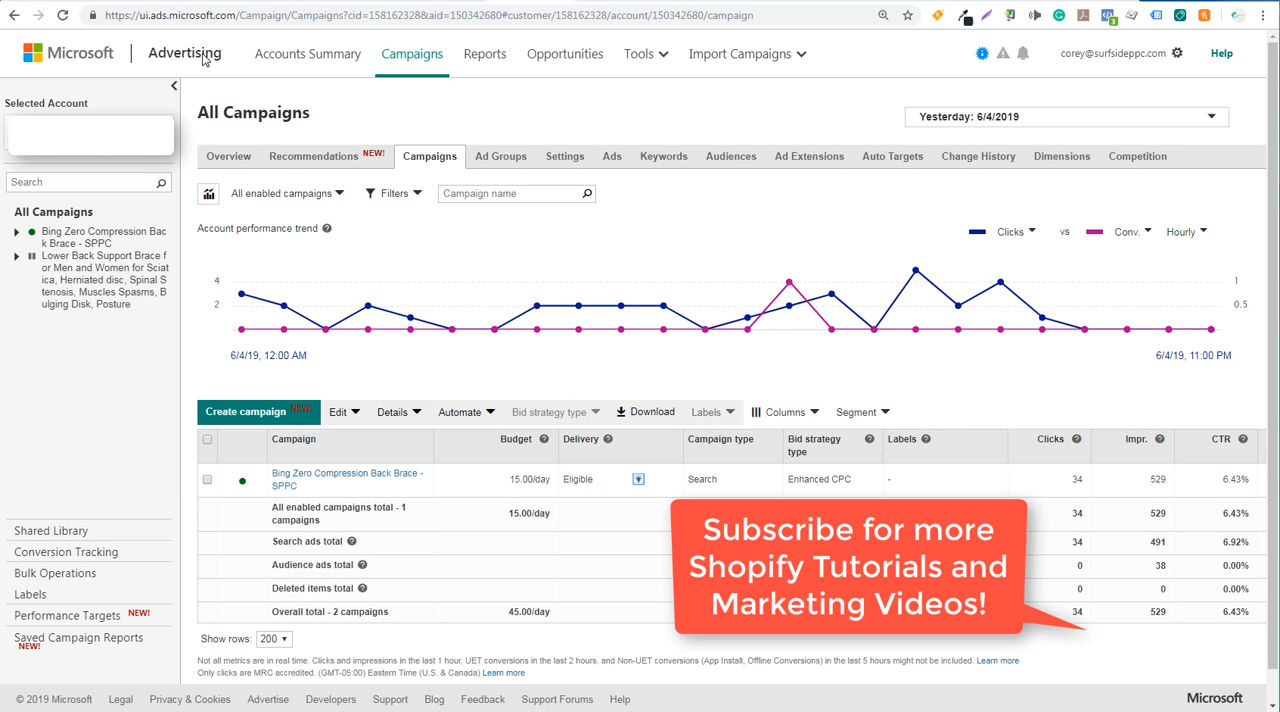 https://ui.ads.microsoft.com/Campaign/Campaigns?cid=158162328&aid=150342680#customer/158162328/account/150342680/campaign
Microsoft | Advertising Accounts Summary Campaigns Reports Opportunities Tools Import Campaigns corey@surfsideppc.com Help
Selected Account
All Campaigns
Yesterday: 6/4/2019
Overview Recommendations NEW! Campaigns Ad Groups Settings Ads Keywords Audiences Ad Extensions Auto Targets Change History Dimensions Competition
Search
All enabled campaigns Filters Campaign name
All Campaigns
Bing Zero Compression Bac
k Brace - SPPC
Lower Back Support Brace f
or Men and Women for Sciat
ica, Herniated disc, Spinal S
tenosis, Muscles Spasms, B
ulging Disk, Posture
Account performance trend
Clicks vs Conv. Hourly
4 1
2 0.5
6/4/19, 12:00 AM 6/4/19, 11:00 PM
Create campaign NEW! Edit Details Automate Bid strategy type Download Labels Columns Segment
Campaign Budget Delivery Campaign type Bid strategy type Labels Clicks Impr. CTR
Bing Zero Compression Back Brace - SPPC 15.00/day Eligible Search Enhanced CPC - 34 529 6.43%
All enabled campaigns total - 1 campaigns 15.00/day 34 529 6.43%
Search ads total 34 491 6.92%
Audience ads total 0 38 0.00%
Deleted items total 0 0 0.00%
Overall total - 2 campaigns 45.00/day 34 529 6.43%
Subscribe for more
Shopify Tutorials and
Marketing Videos!
Shared Library
Conversion Tracking
Bulk Operations
Labels
Performance Targets NEW!
Saved Campaign Reports
NEW!
Show rows: 200
Not all metrics are in real time. Clicks and impressions in the last 1 hour, UET conversions in the last 2 hours, and Non-UET conversions (App Install, Offline Conversions) in the last 5 hours might not be included. Learn more
Only clicks are MRC accredited. (GMT-05:00) Eastern Time (U.S. & Canada) Learn more
© 2019 Microsoft Legal Privacy & Cookies Advertise Developers Support Blog Feedback Support Forums Help Microsoft